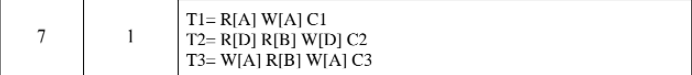 T1= R[A] W[A] C1
7 1 T2= R[D] R[B] W[D] C2
T3= W[A] R[B] W[A] C3